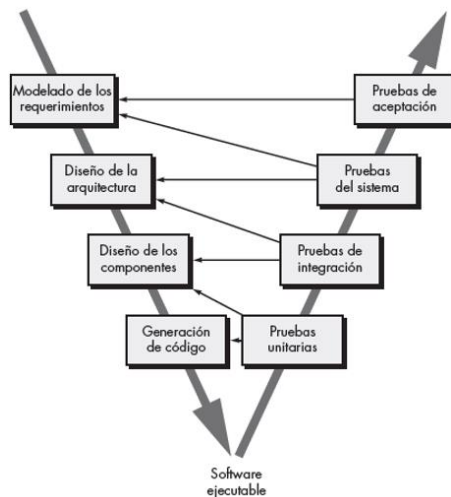 Modelado de los
requerimientos
Pruebas de
aceptación
Diseño de la
arquitectura
Pruebas
del sistema
Diseño de los
componentes
Pruebas de
integración
Generación
de código
Pruebas
unitarias
Software
ejecutable